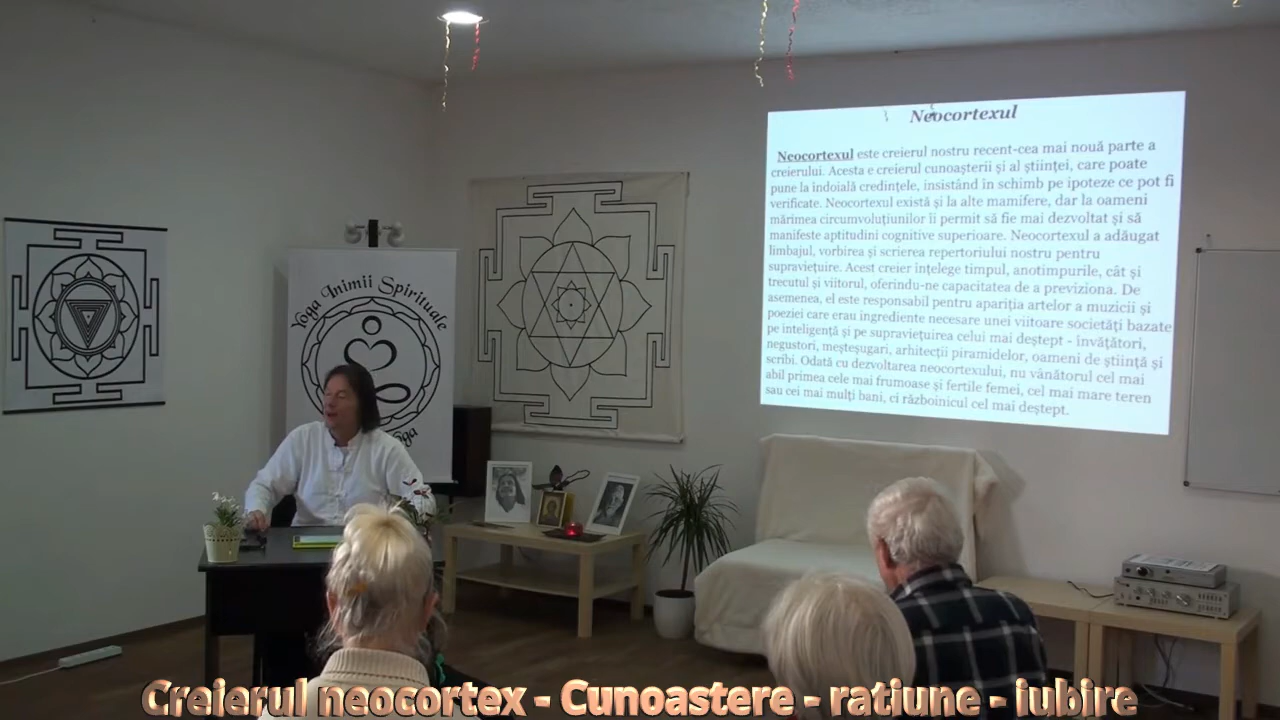 Neocortexul
Neocortexul este creierul nostru recent-cea mai nouă parte a
creierului. Acesta e creierul cunoașterii și al științei, care poate
pune la îndoială credințele, insistând în schimb pe ipoteze ce pot fi
verificate. Neocortexul există și la alte mamifere, dar la oameni
mărimea circumvoluțiunilor îi permit să fie mai dezvoltat și să
manifeste aptitudini cognitive superioare. Neocortexul a adăugat
limbajul, vorbirea și scrierea repertoriului nostru pentru
supraviețuire. Acest creier înțelege timpul, anotimpurile, cât și
trecutul și viitorul, oferindu-ne capacitatea de a previziona. De
asemenea, el este responsabil pentru apariția artelor a muzicii și
poeziei care erau ingrediente necesare unei viitoare societăți bazate
pe inteligență și pe supraviețuirea celui mai deștept - învățători,
negustori, meșteșugari, arhitecții piramidelor, oameni de știință și
scribi. Odată cu dezvoltarea neocortexului, nu vânătorul cel mai
abil primea cele mai frumoase și fertile femei, cel mai mare teren
sau cei mai mulți bani, ci războinicul cel mai deștept.
Yoga Inimii Spirituale
Yoga
Creierul neocortex - Cunoastere - ratiune - iubire